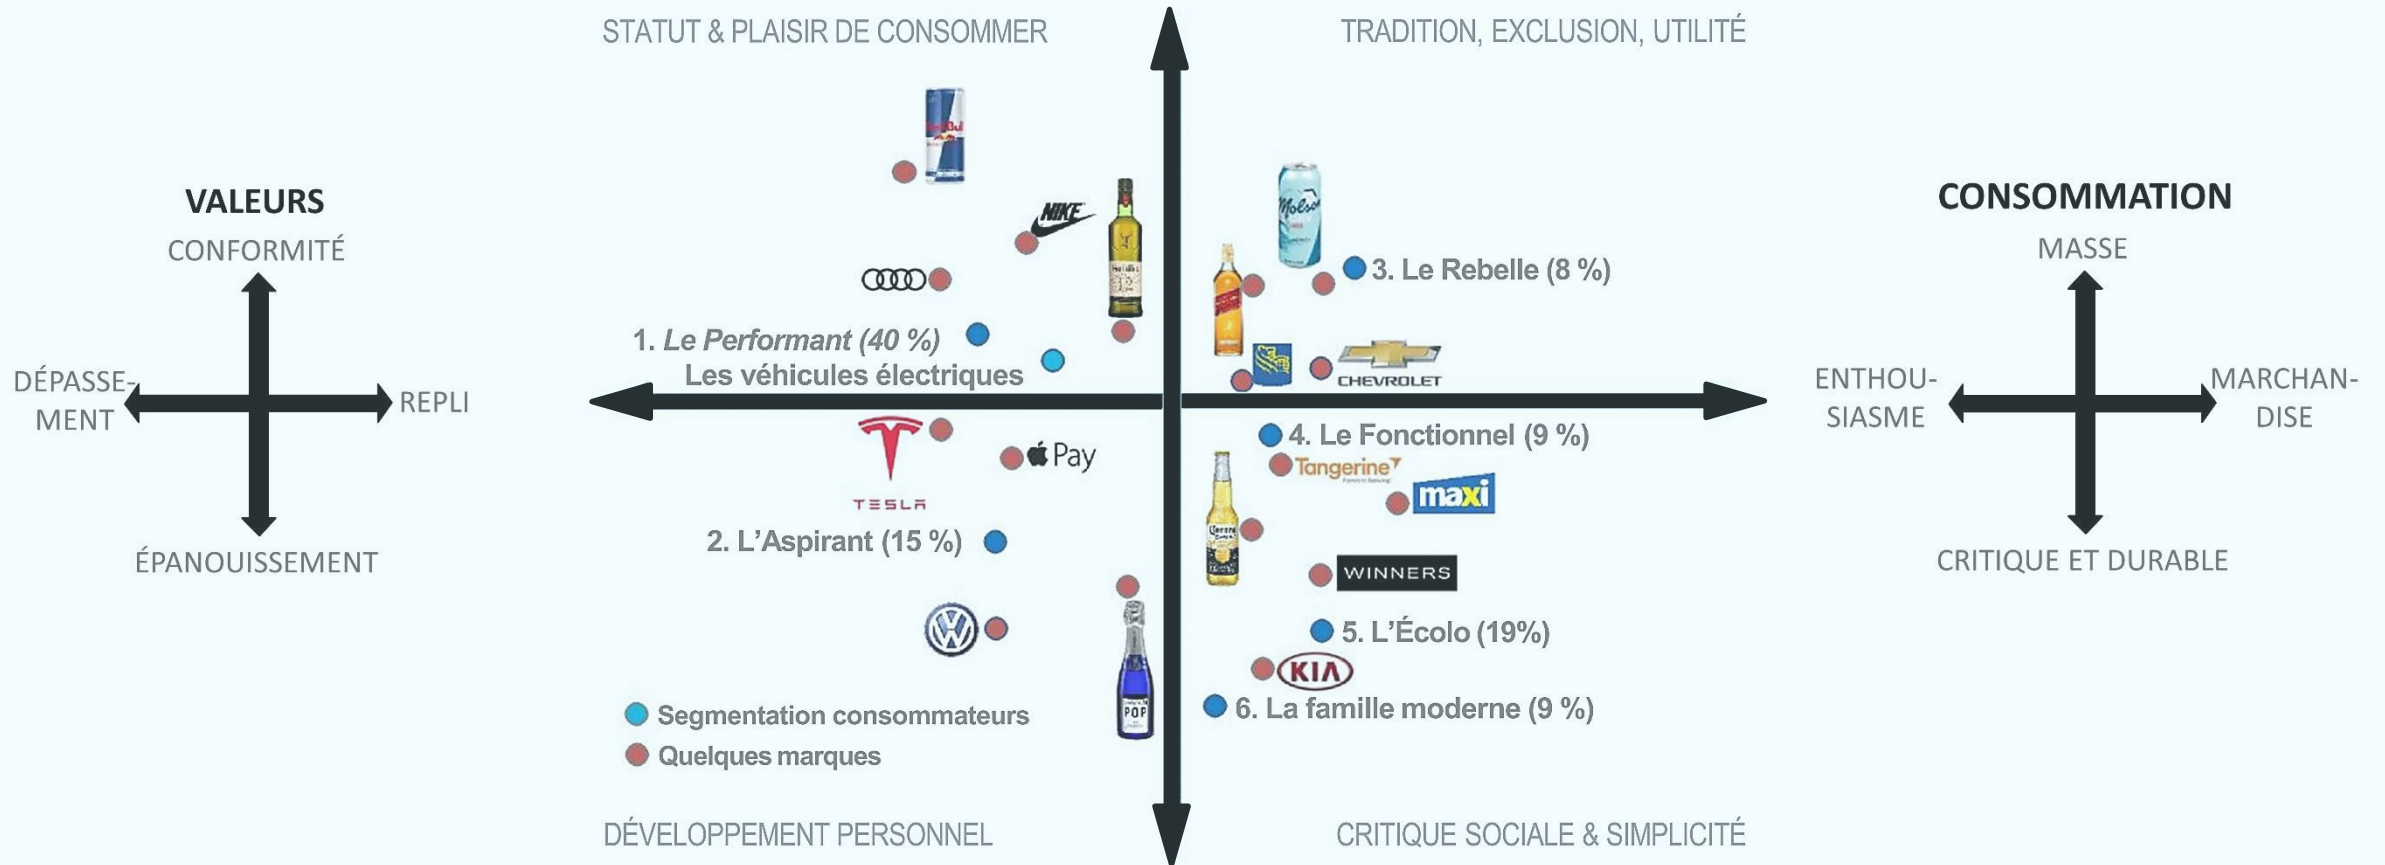 STATUT & PLAISIR DE CONSOMMER
TRADITION, EXCLUSION, UTILITÉ
VALEURS
CONFORMITÉ
DÉPASSE-
MENT
REPLI
ÉPANOUISSEMENT
NIKE
Molson
3. Le Rebelle (8 %)
1. Le Performant (40 %)
Les véhicules électriques
CHEVROLET
TESLA
Pay
4. Le Fonctionnel (9 %)
Tangerine
maxi
2. L’Aspirant (15 %)
WINNERS
5. L’Écolo (19%)
KIA
6. La famille moderne (9 %)
POP
Segmentation consommateurs
Quelques marques
DÉVELOPPEMENT PERSONNEL
CRITIQUE SOCIALE & SIMPLICITÉ
CONSOMMATION
MASSE
ENTHOU-
SIASME
MARCHAN-
DISE
CRITIQUE ET DURABLE